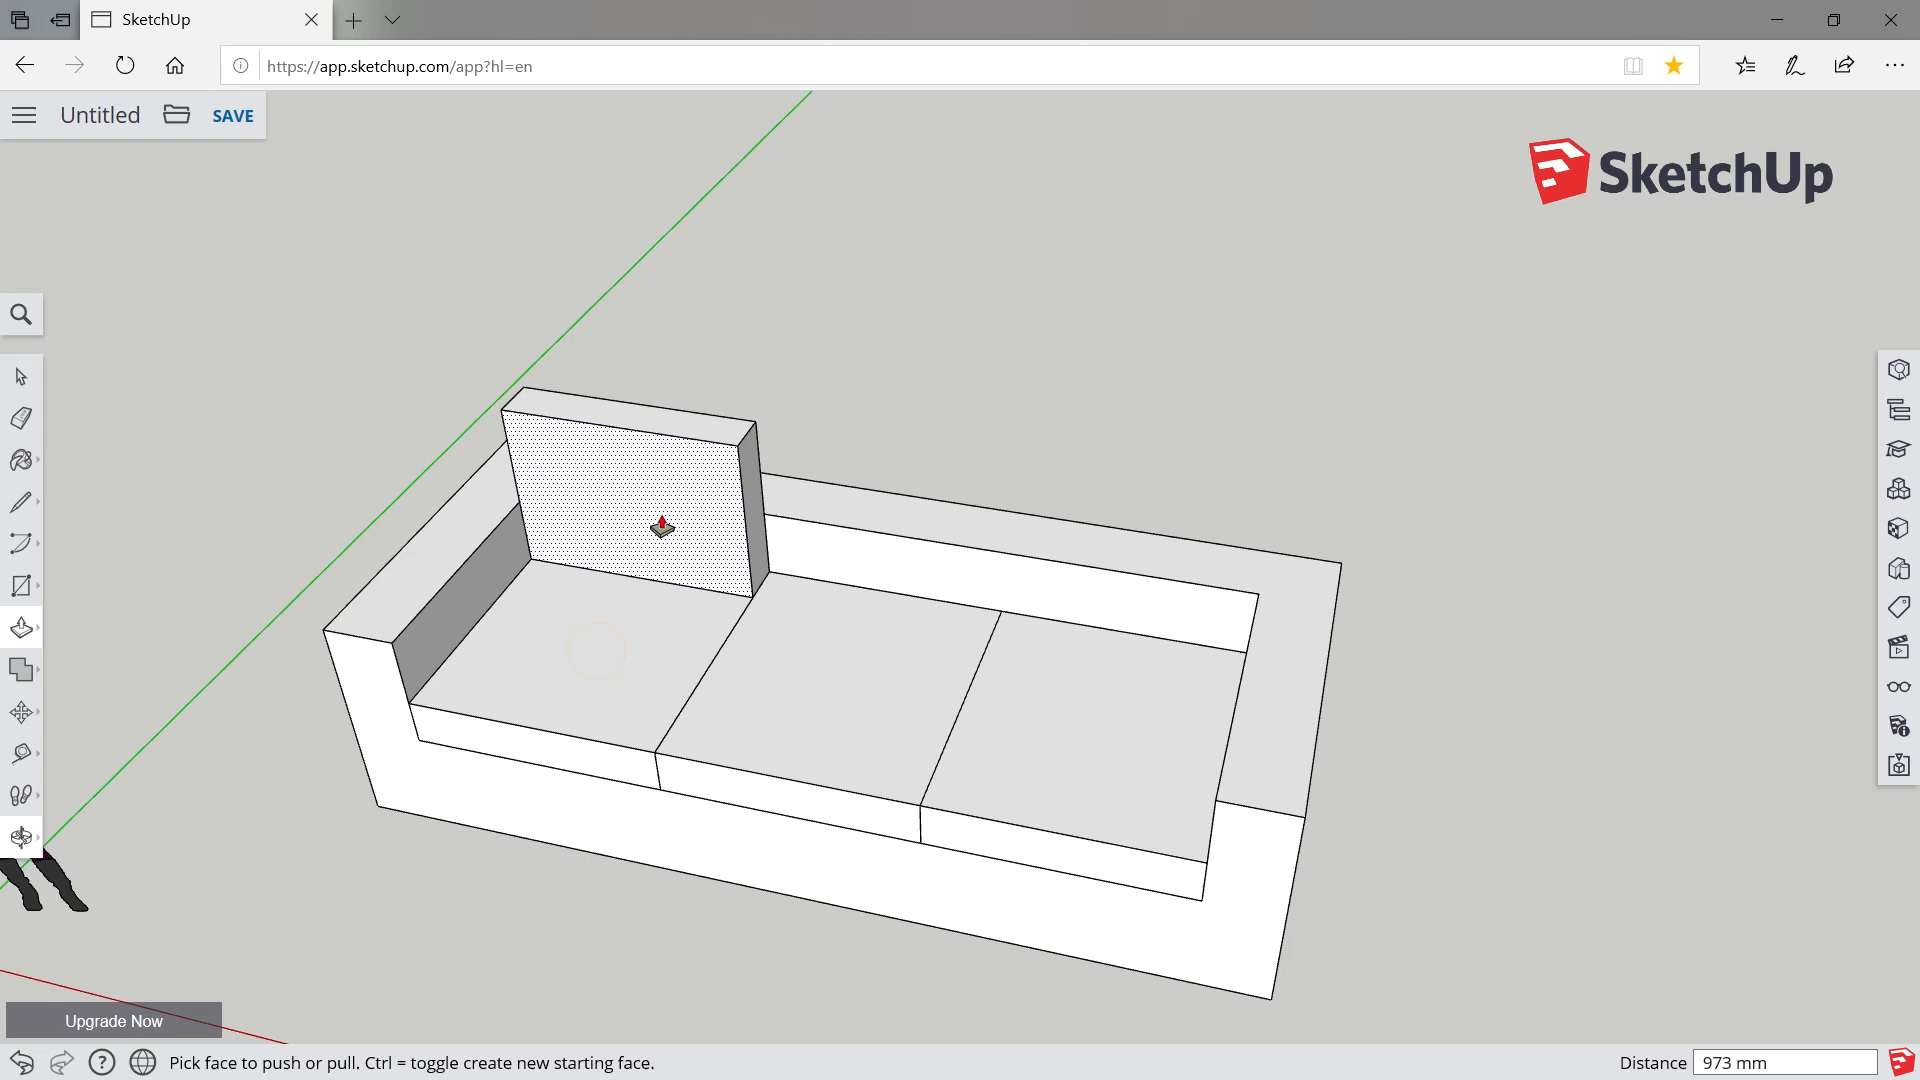 SketchUp
https://app.sketchup.com/app?hl=en
Untitled
SAVE
SketchUp
Upgrade Now
Pick face to push or pull. Ctrl = toggle create new starting face.
Distance
973 mm